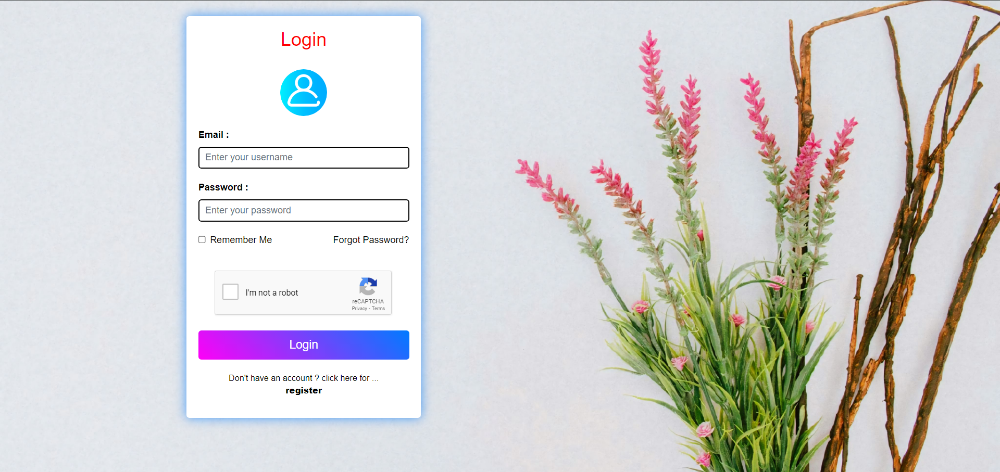 Login
Email :
Enter your username
Password :
Enter your password
Remember Me Forgot Password?
I'm not a robot
reCAPTCHA
Privacy - Terms
Login
Don't have an account ? click here for ...
register